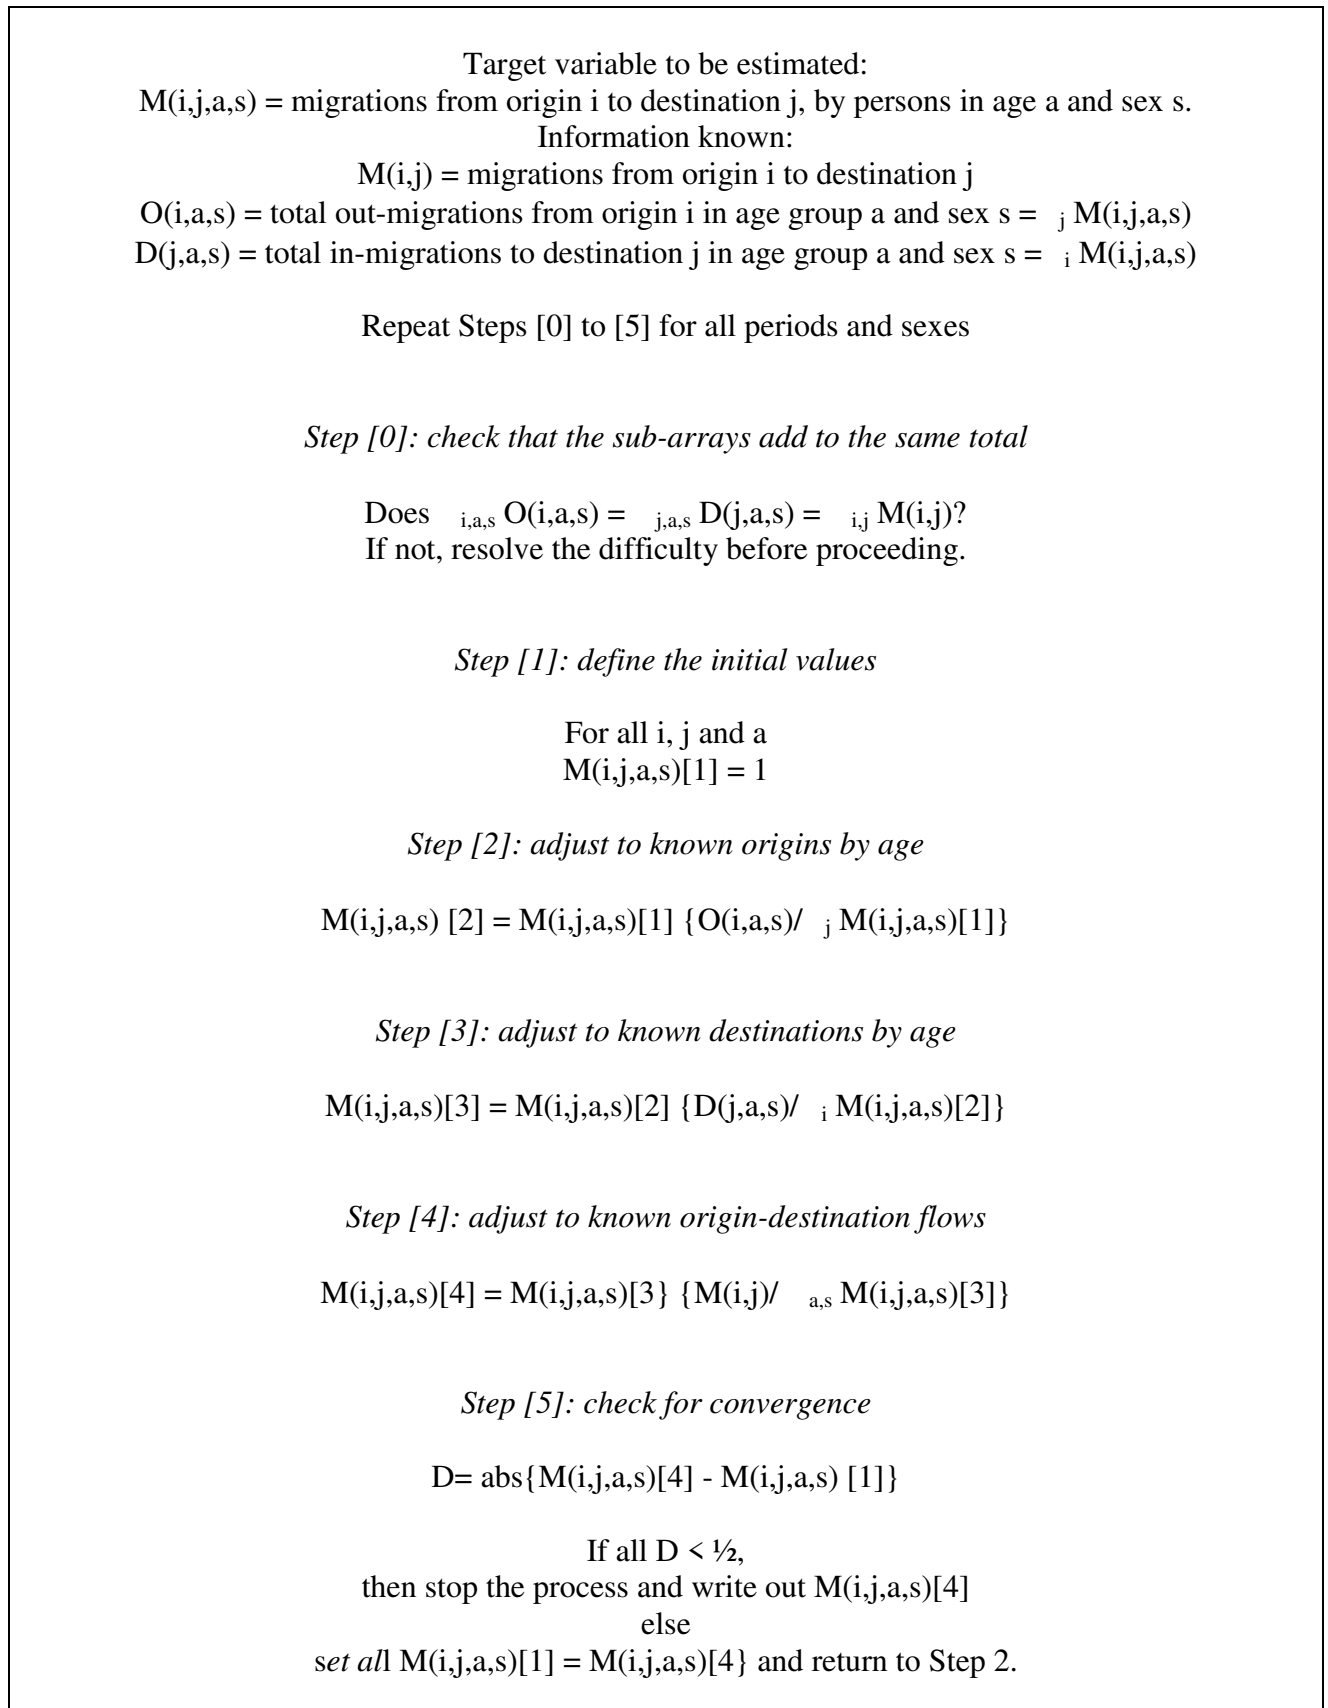 Target variable to be estimated:
M(i,j,a,s) = migrations from origin i to destination j, by persons in age a and sex s.
Information known:
M(i,j) = migrations from origin i to destination j
O(i,a,s) = total out-migrations from origin i in age group a and sex s = j M(i,j,a,s)
D(j,a,s) = total in-migrations to destination j in age group a and sex s = i M(i,j,a,s)
Repeat Steps [0] to [5] for all periods and sexes
Step [0]: check that the sub-arrays add to the same total
Does i,a,s O(i,a,s) = j,a,s D(j,a,s) = i,j M(i,j)?
If not, resolve the difficulty before proceeding.
Step [1]: define the initial values
For all i, j and a
M(i,j,a,s)[1] = 1
Step [2]: adjust to known origins by age
M(i,j,a,s) [2] = M(i,j,a,s)[1] {O(i,a,s)/ j M(i,j,a,s)[1]}
Step [3]: adjust to known destinations by age
M(i,j,a,s)[3] = M(i,j,a,s)[2] {D(j,a,s)/ i M(i,j,a,s)[2]}
Step [4]: adjust to known origin-destination flows
M(i,j,a,s)[4] = M(i,j,a,s)[3} {M(i,j)/ a,s M(i,j,a,s)[3]}
Step [5]: check for convergence
D= abs{M(i,j,a,s)[4] - M(i,j,a,s) [1]}
If all D < ½,
then stop the process and write out M(i,j,a,s)[4]
else
set all M(i,j,a,s)[1] = M(i,j,a,s)[4} and return to Step 2.